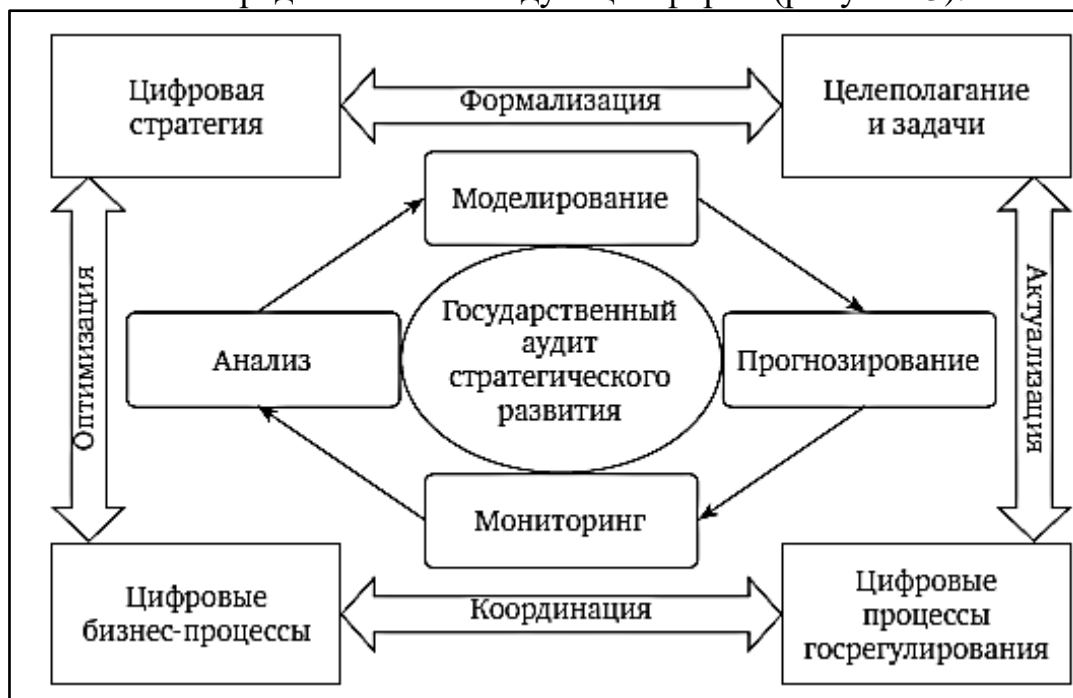 Цифровая
стратегия
Формализация
Целеполагание
и задачи
Моделирование
Оптимизация
Анализ
Государственный
аудит
стратегического
развития
Прогнозирование
Актуализация
Мониторинг
Цифровые
бизнес-процессы
Координация
Цифровые
процессы
госрегулирования